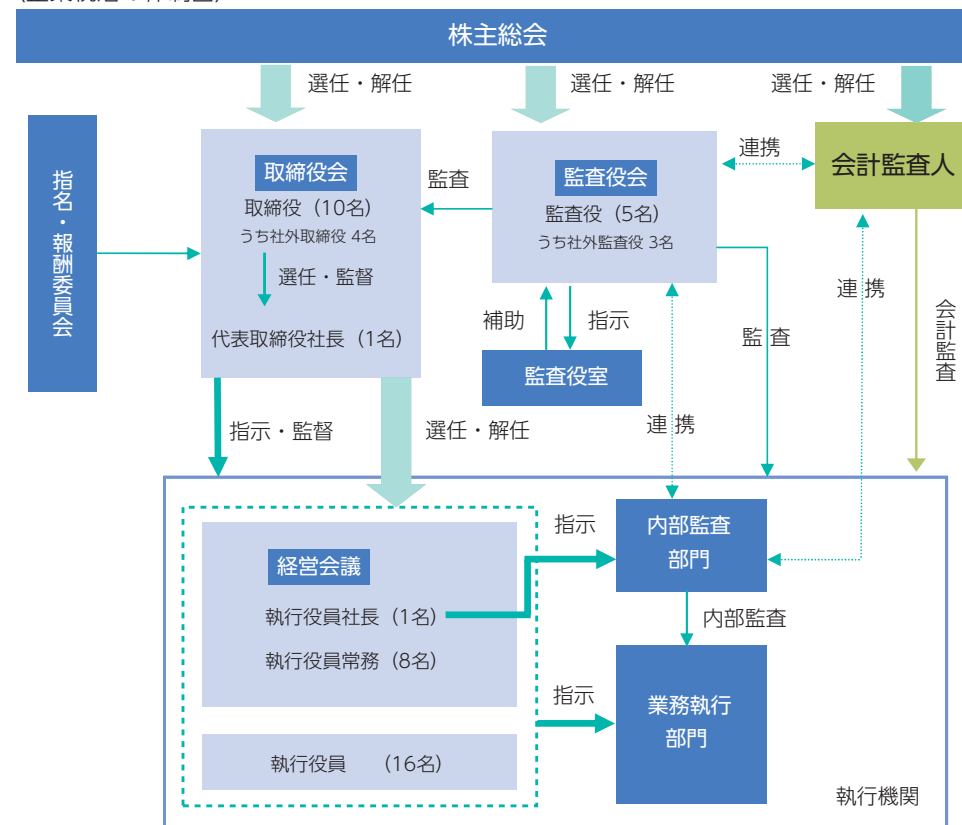 株主総会
選任・解任
選任・解任
選任・解任
指名・報酬委員会
取締役会
取締役（10名）
うち社外取締役 4名
選任・監督
代表取締役社長（1名）
監査
監査役会
監査役（5名）
うち社外監査役 3名
連携
会計監査人
補助
指示
監査役室
監査
連携
会計監査
指示・監督
選任・解任
連携
経営会議
執行役員社長（1名）
執行役員常務（8名）
執行役員　（16名）
指示
内部監査
部門
内部監査
指示
業務執行
部門
執行機関